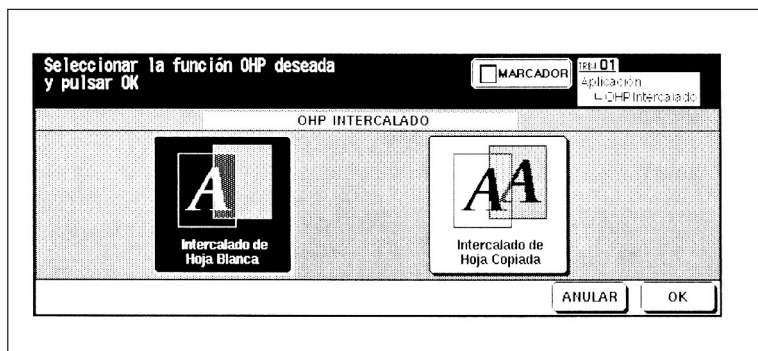 Seleccionar la función OHP deseada
y pulsar OK
MARCADOR
01
Aplicación
OHP Intercalado
OHP INTERCALADO
A
AA
Intercalado de
Hoja Blanca
Intercalado de
Hoja Copiada
ANULAR
OK